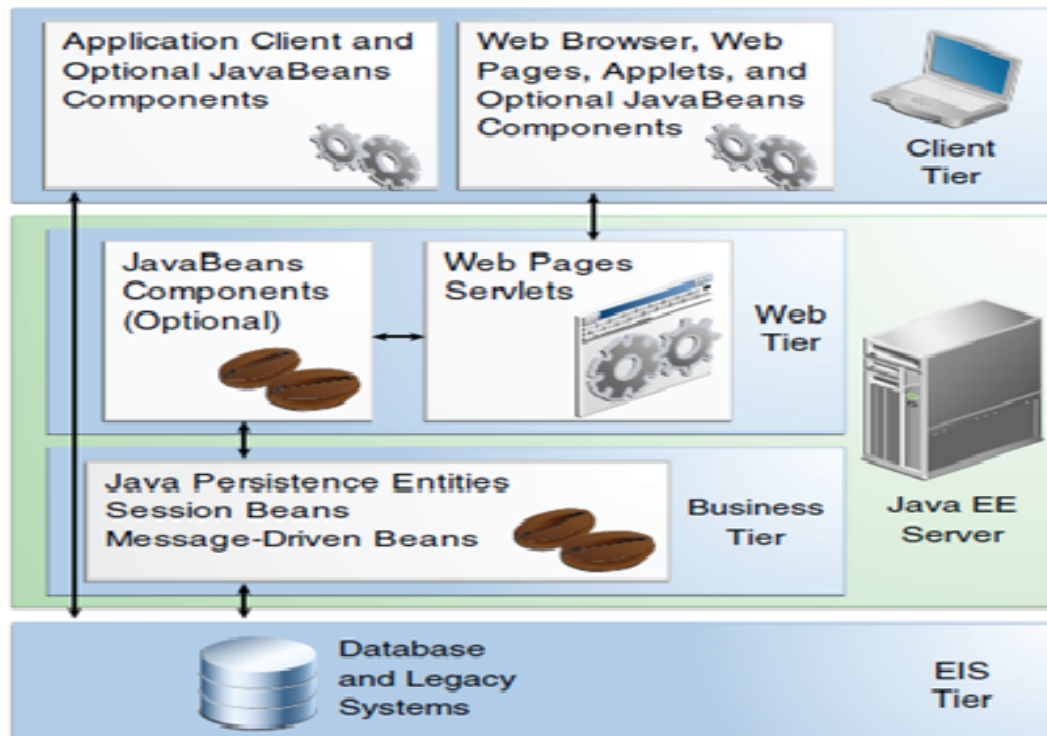 Application Client and
Optional JavaBeans
Components
Web Browser, Web
Pages, Applets, and
Optional JavaBeans
Components
Client
Tier
JavaBeans
Components
(Optional)
Web Pages
Servlets
Web
Tier
Java Persistence Entities
Session Beans
Message-Driven Beans
Business
Tier
Java EE
Server
Database
and Legacy
Systems
EIS
Tier